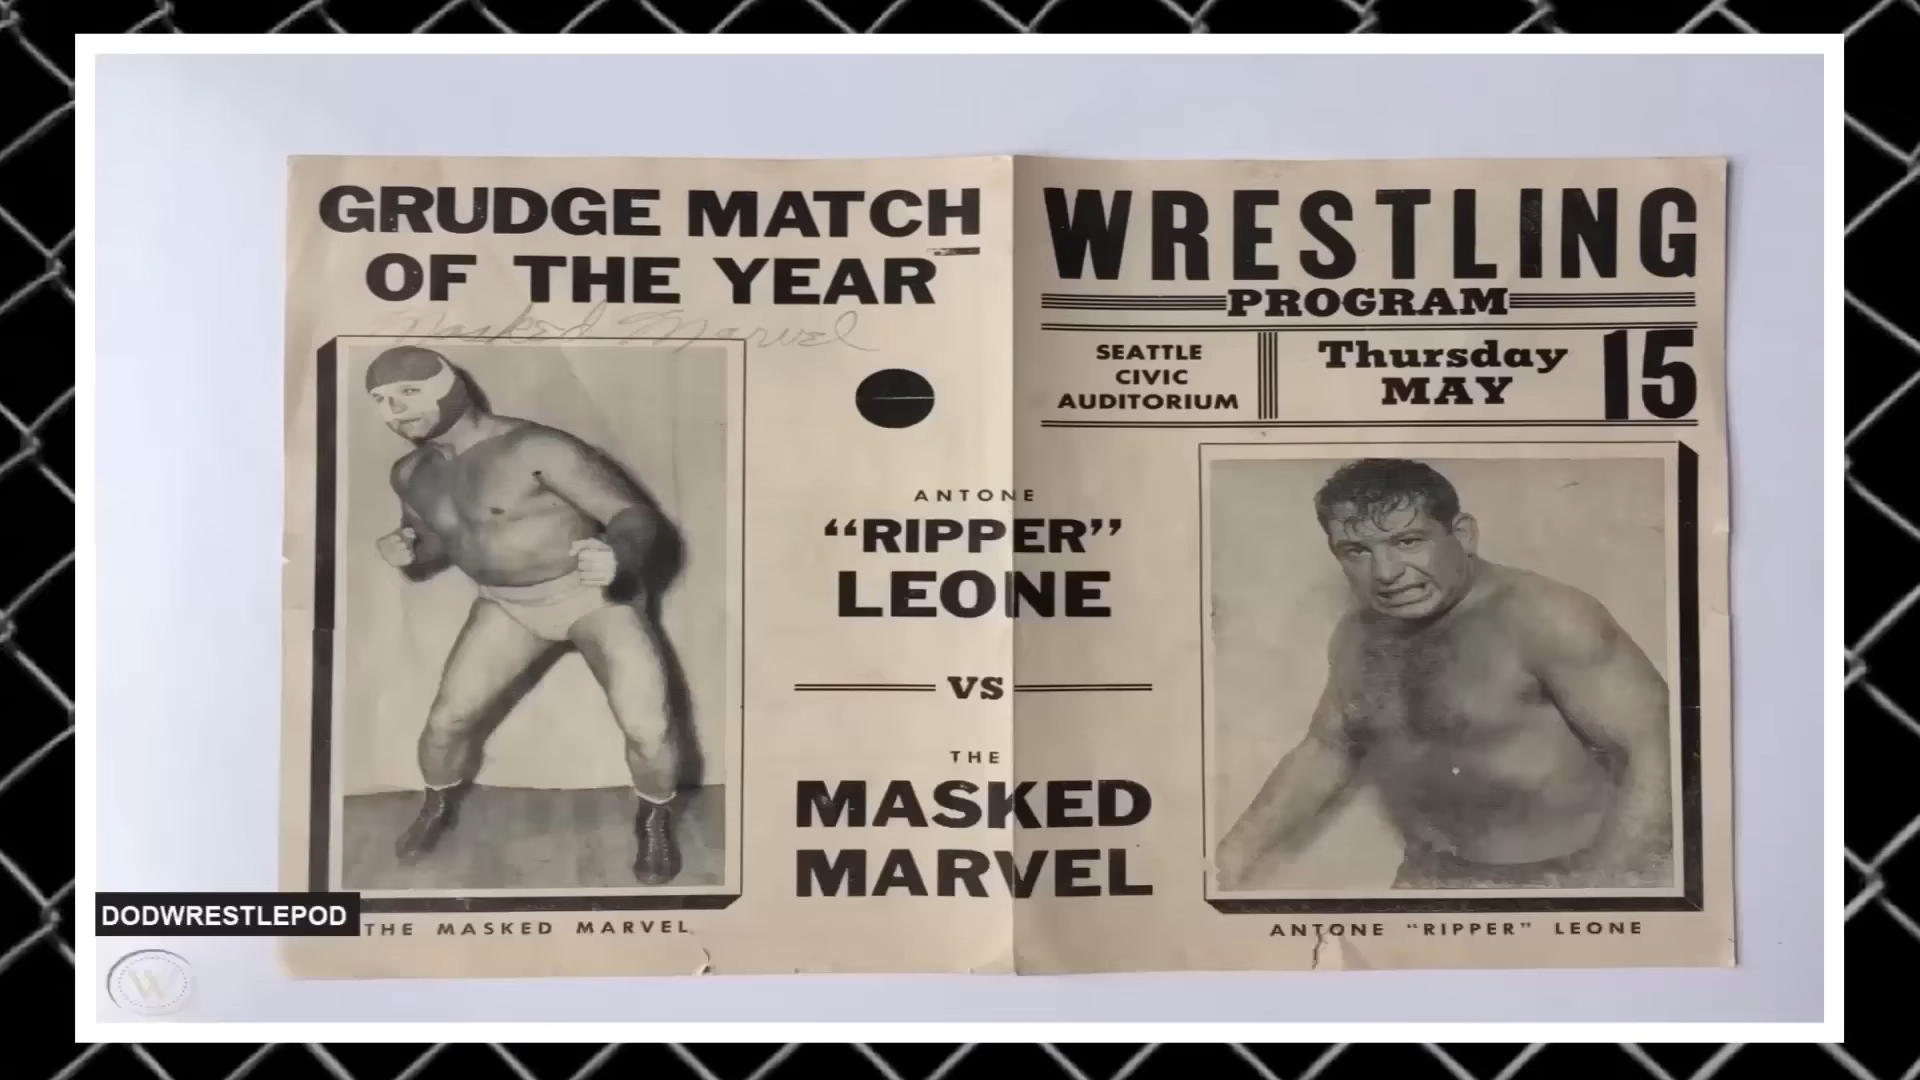 GRUDGE MATCH
OF THE YEAR
Masked Marvel
ANTONE
“RIPPER”
LEONE
VS
THE
MASKED
MARVEL
THE MASKED MARVEL
WRESTLING
PROGRAM
SEATTLE
CIVIC
AUDITORIUM
Thursday
MAY
15
ANTONE “RIPPER” LEONE
DODWRESTLEPOD
W